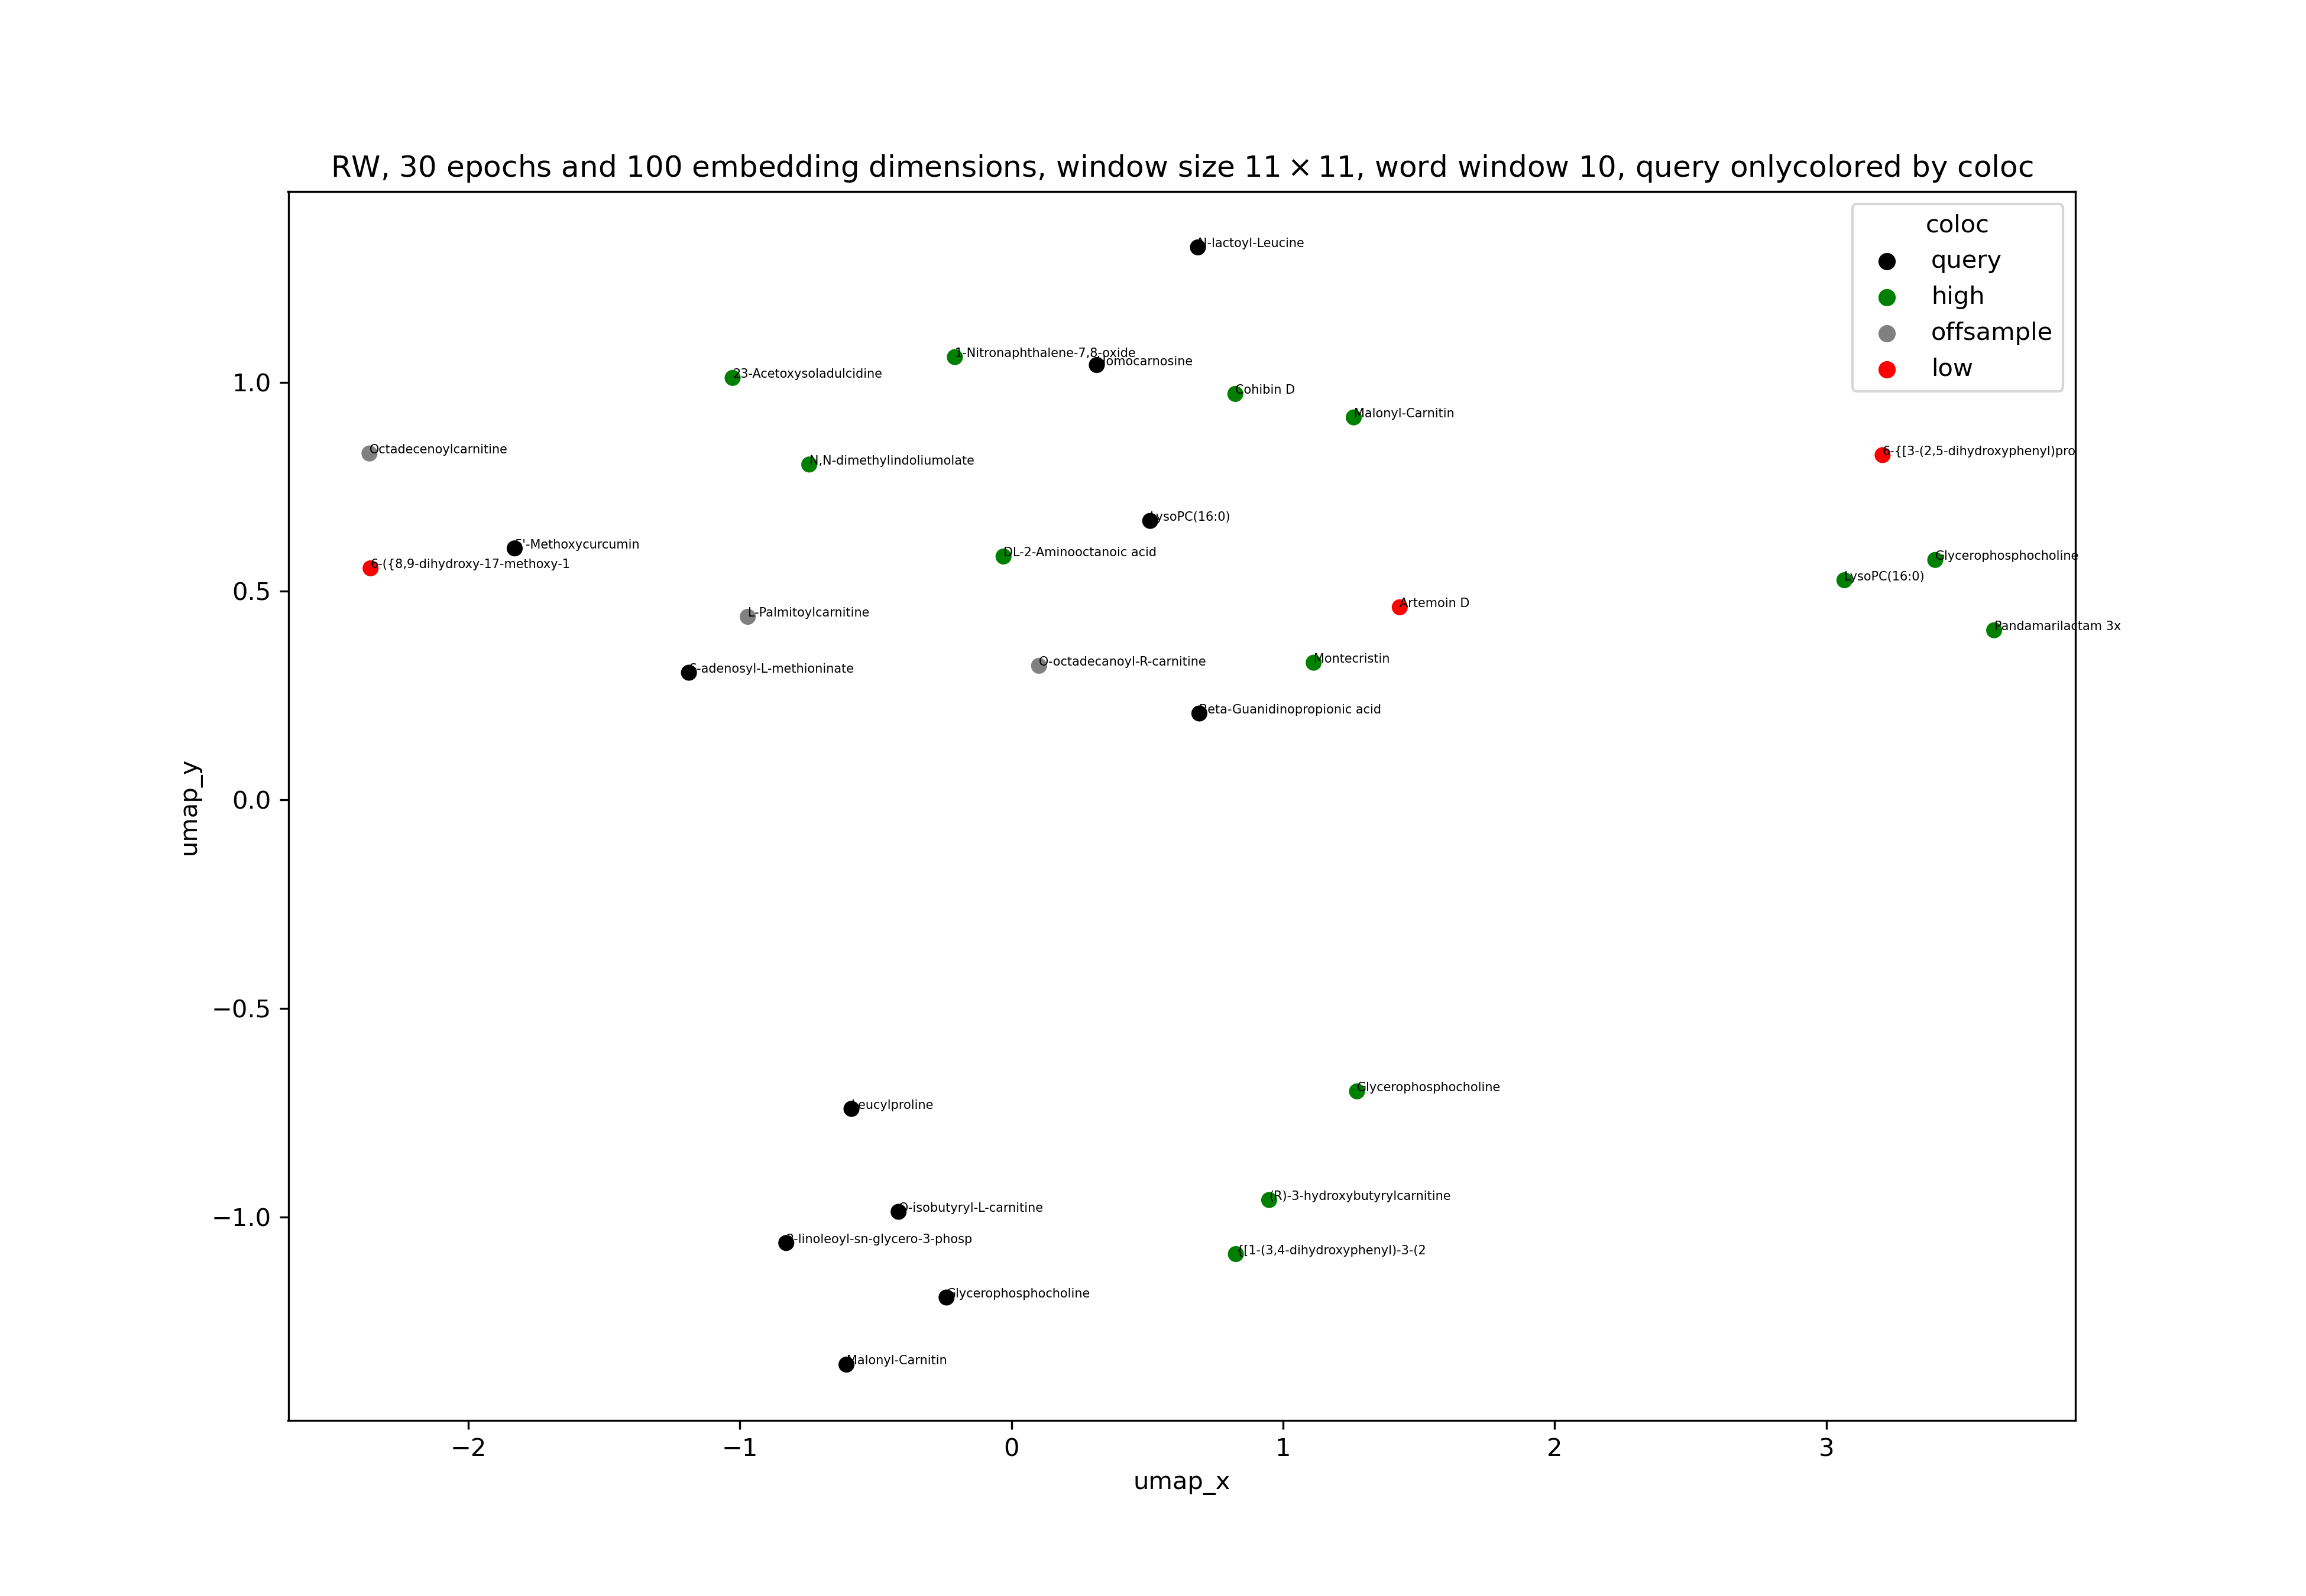 RW, 30 epochs and 100 embedding dimensions, window size 11 × 11, word window 10, query onlycolored by coloc
coloc
query
high
offsample
low
N-lactoyl-Leucine
1-Nitronaphthalene-7,8-oxide
Homocarnosine
23-Acetoxysoladulcidine
Cohibin D
Malonyl-Carnitin
Octadecenoylcarnitine
6-{[3-(2,5-dihydroxyphenyl)pro
N,N-dimethylindoliumolate
LysoPC(16:0)
5'-Methoxycurcumin
DL-2-Aminooctanoic acid
Glycerophosphocholine
6-({8,9-dihydroxy-17-methoxy-1
LysoPC(16:0)
Artemoin D
L-Palmitoylcarnitine
Pandamarilactam 3x
S-adenosyl-L-methioninate
O-octadecanoyl-R-carnitine
Montecristin
Beta-Guanidinopropionic acid
Glycerophosphocholine
Leucylproline
(R)-3-hydroxybutyrylcarnitine
O-isobutyryl-L-carnitine
2-linoleoyl-sn-glycero-3-phosp
{[1-(3,4-dihydroxyphenyl)-3-(2
Glycerophosphocholine
Malonyl-Carnitin
1.0
0.5
0.0
−0.5
−1.0
umap_y
−2
−1
0
1
2
3
umap_x